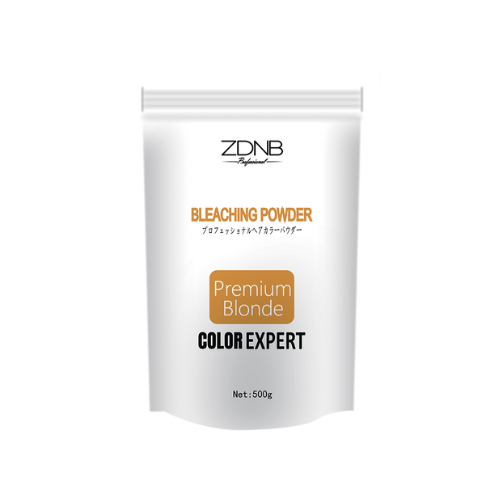 ZDNB
Professional
BLEACHING POWDER
プロフェッショナルヘアカラーパウダー
Premium
Blonde
COLOR EXPERT
Net:500g